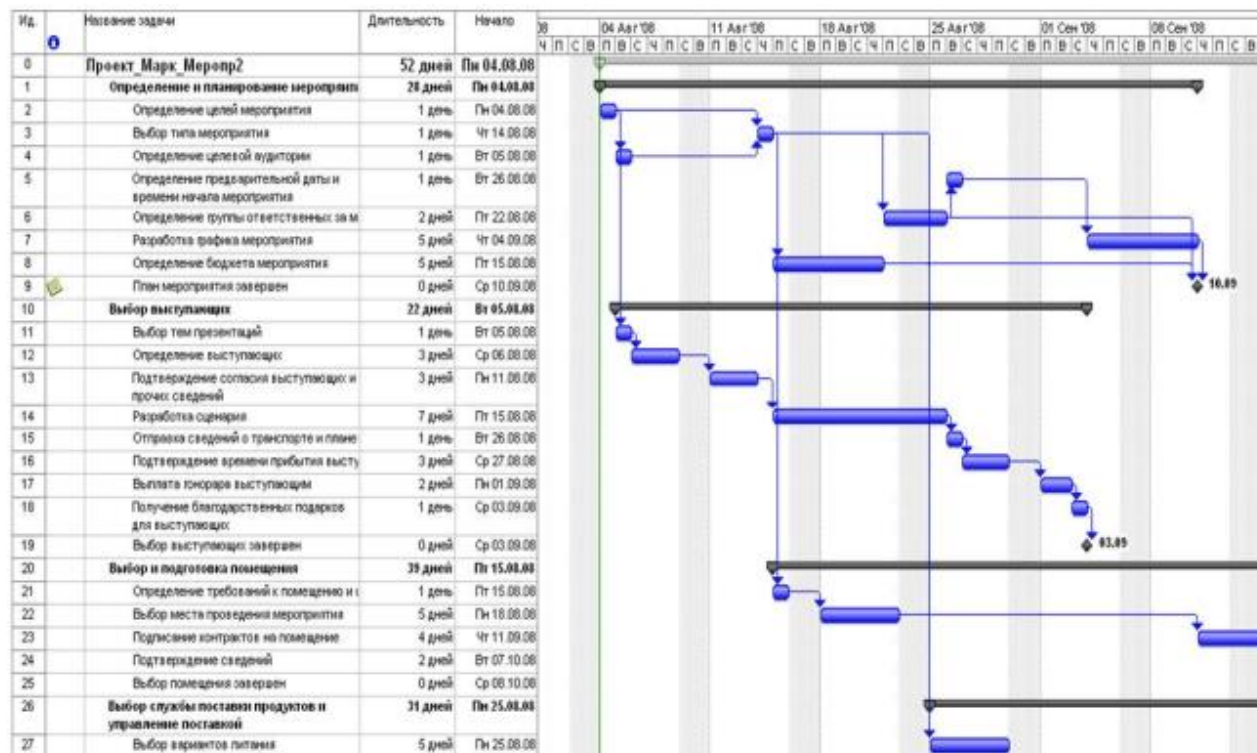 Ид. Название задачи Длительность Начало 04 Авг '08 11 Авг '08 18 Авг '08 25 Авг '08 01 Сен '08 08 Сен '08
Ч П С В П В С Ч П С В П В С Ч П С В П В С Ч П С В П В С Ч П С В П В С Ч П С В П В С Ч П С В
0 Проект_Марк_Меропр2 52 дней Пн 04.08.08
1 Определение и планирование мероприяти 28 дней Пн 04.08.08
2 Определение целей мероприятия 1 день Пн 04.08.08
3 Выбор типа мероприятия 1 день Чт 14.08.08
4 Определение целевой аудитории 1 день Вт 05.08.08
5 Определение предварительной даты и 1 день Вт 26.08.08
времени начала мероприятия
6 Определение группы ответственных за м 2 дней Пт 22.08.08
7 Разработка графика мероприятия 5 дней Чт 04.09.08
8 Определение бюджета мероприятия 5 дней Пт 15.08.08
9 План мероприятия завершен 0 дней Ср 10.09.08 10.09
10 Выбор выступающих 22 дней Вт 05.08.08
11 Выбор тем презентаций 1 день Вт 05.08.08
12 Определение выступающих 3 дней Ср 06.08.08
13 Подтверждение согласия выступающих и 3 дней Пн 11.08.08
прочих сведений
14 Разработка сценария 7 дней Пт 15.08.08
15 Отправка сведений о транспорте и плане 1 день Вт 26.08.08
16 Подтверждение времени прибытия высту 3 дней Ср 27.08.08
17 Выплата гонорара выступающим 2 дней Пн 01.09.08
18 Получение благодарственных подарков 1 день Ср 03.09.08
для выступающих
19 Выбор выступающих завершен 0 дней Ср 03.09.08 03.09
20 Выбор и подготовка помещения 39 дней Пт 15.08.08
21 Определение требований к помещению и 1 день Пт 15.08.08
22 Выбор места проведения мероприятия 5 дней Пн 18.08.08
23 Подписание контрактов на помещение 4 дней Чт 11.09.08
24 Подтверждение сведений 2 дней Вт 07.10.08
25 Выбор помещения завершен 0 дней Ср 08.10.08
26 Выбор службы поставки продуктов и 31 дней Пн 25.08.08
управление поставкой
27 Выбор вариантов питания 5 дней Пн 25.08.08